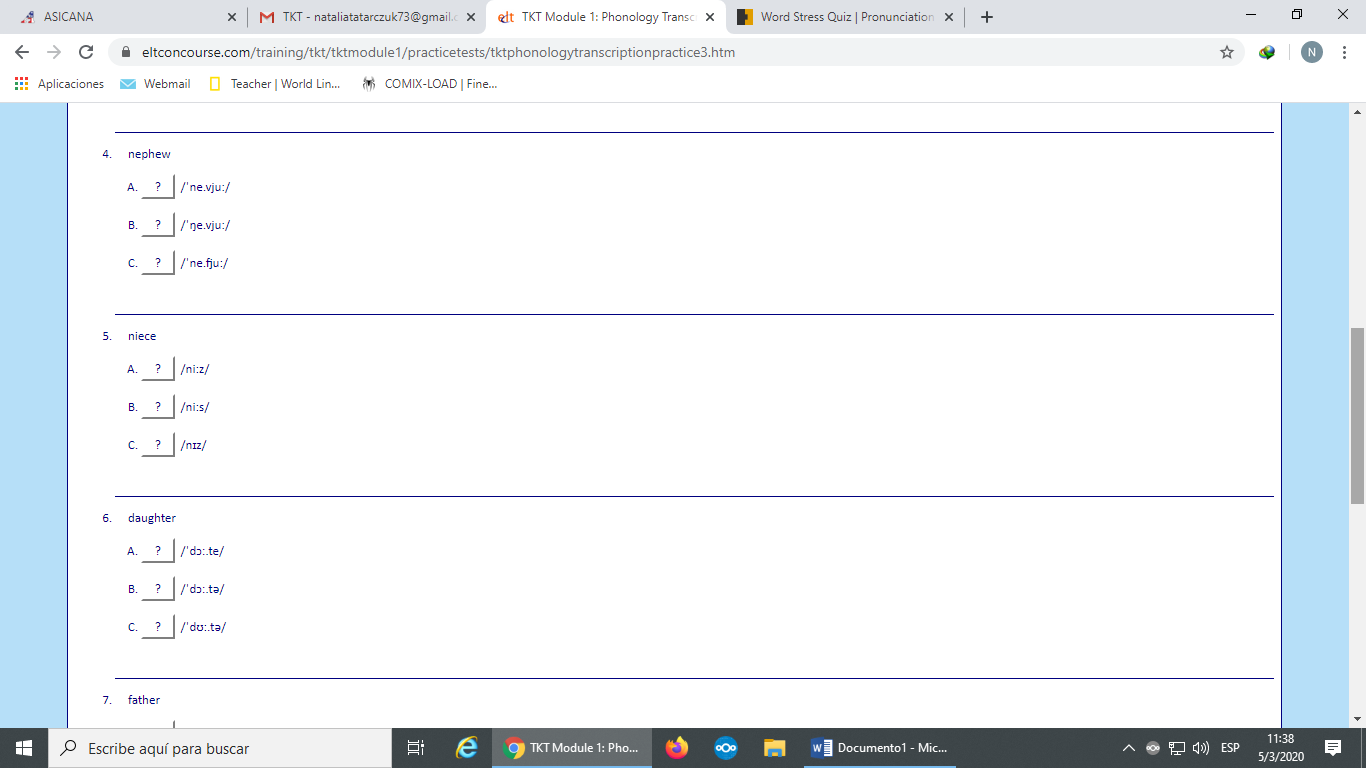 ASICANA
TKT - nataliatatarczuk73@gmail.c
TKT Module 1: Phonology Transc
Word Stress Quiz | Pronunciation
eltconcourse.com/training/tkt/tktmodule1/practicetests/tktphonologytranscriptionpractice3.htm
N
Aplicaciones
Webmail
Teacher | World Lin...
COMIX-LOAD | Fine...
4. nephew
A. ? /ˈne.vjuː/
B. ? /ˈŋe.vjuː/
C. ? /ˈne.fjuː/
5. niece
A. ? /niːz/
B. ? /niːs/
C. ? /nɪz/
6. daughter
A. ? /ˈdɔː.te/
B. ? /ˈdɔː.tə/
C. ? /ˈdʊː.tə/
7. father
Escribe aquí para buscar
TKT Module 1: Pho...
Documento1 - Mic...
ESP
11:38
5/3/2020